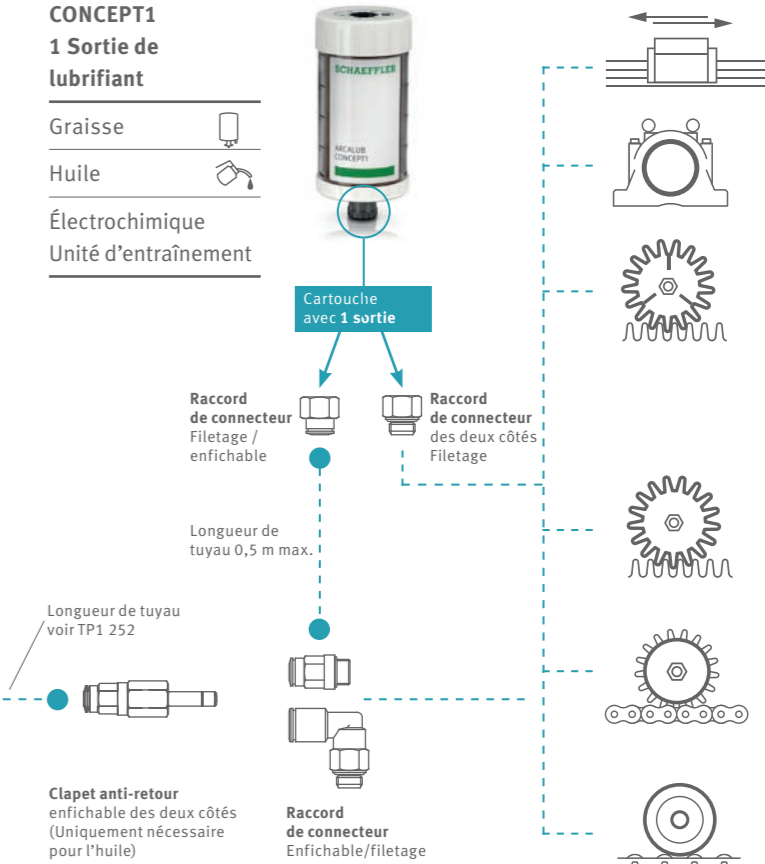 CONCEPT1
1 Sortie de
lubrifiant
Graisse
Huile
Électrochimique
Unité d'entraînement
SCHAEFFLER
ARCALUB
CONCEPT1
Cartouche
avec 1 sortie
Raccord
de connecteur
Filetage /
enfichable
Raccord
de connecteur
des deux côtés
Filetage
Longueur de
tuyau 0,5 m max.
Longueur de tuyau
voir TP1 252
Clapet anti-retour
enfichable des deux côtés
(Uniquement nécessaire
pour l'huile)
Raccord
de connecteur
Enfichable/filetage